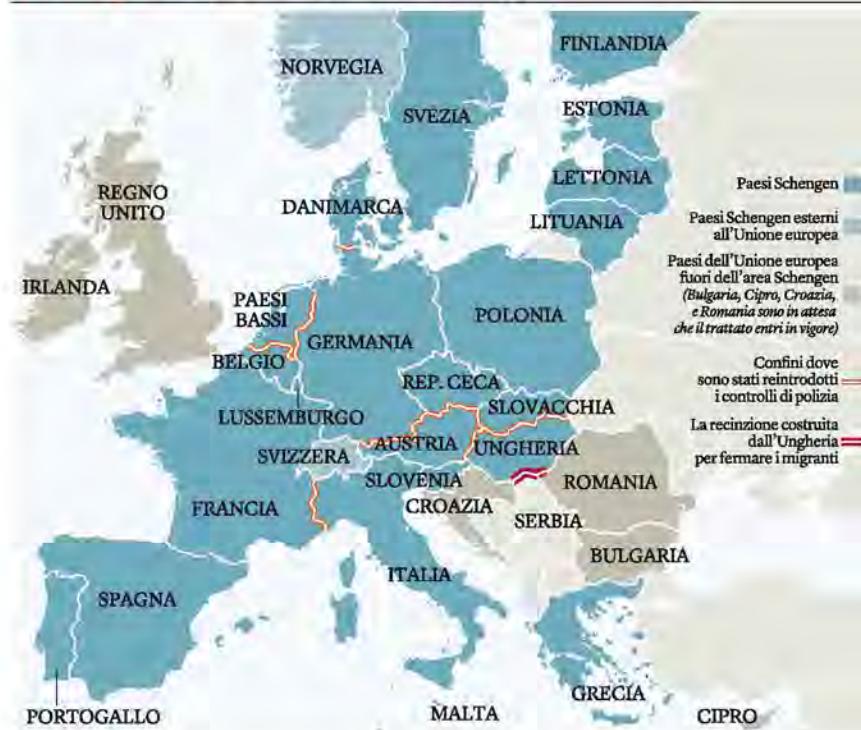 FINLANDIA
NORVEGIA
SVEZIA
ESTONIA
REGNO
UNITO
LETTONIA
DANIMARCA
LITUANIA
IRLANDA
PAESI
BASSI
GERMANIA
POLONIA
BELGIO
REP. CECA
LUSSEMBURGO
SLOVACCHIA
AUSTRIA
UNGHERIA
SVIZZERA
SLOVENIA
ROMANIA
CROAZIA
FRANCIA
SERBIA
BULGARIA
ITALIA
SPAGNA
GRECIA
PORTOGALLO
MALTA
CIPRO
Paesi Schengen
Paesi Schengen esterni
all'Unione europea
Paesi dell'Unione europea
fuori dell'area Schengen
(Bulgaria, Cipro, Croazia,
e Romania sono in attesa
che il trattato entri in vigore)
Confini dove
sono stati reintrodotti
i controlli di polizia
La recinzione costruita
dall'Ungheria
per fermare i migranti